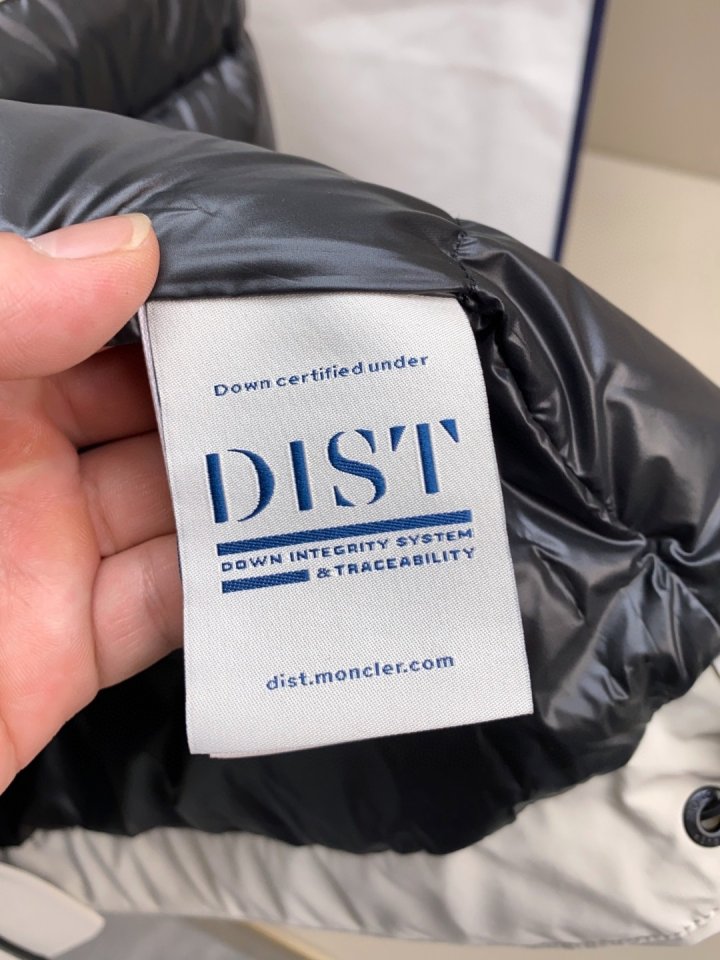 Down certified under
DIST
DOWN INTEGRITY SYSTEM
& TRACEABILITY
dist.moncler.com